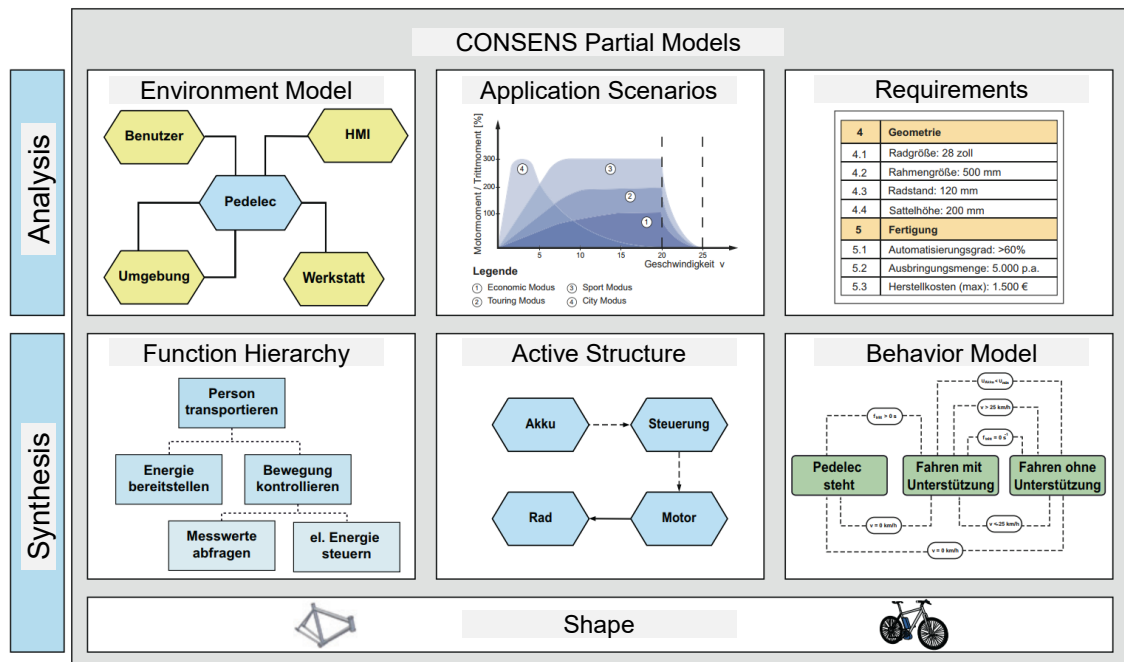 CONSENS Partial Models
Analysis
Environment Model
Benutzer
HMI
Pedelec
Umgebung
Werkstatt
Application Scenarios
Motormoment / Trittmoment [%]
300
200
100
4
3
2
1
5
10
15
20
25
Geschwindigkeit v
Legende
1 Economic Modus
3 Sport Modus
2 Touring Modus
4 City Modus
Requirements
4 Geometrie
4.1 Radgröße: 28 zoll
4.2 Rahmengröße: 500 mm
4.3 Radstand: 120 mm
4.4 Sattelhöhe: 200 mm
5 Fertigung
5.1 Automatisierungsgrad: >60%
5.2 Ausbringungsmenge: 5.000 p.a.
5.3 Herstellkosten (max): 1.500 €
Synthesis
Function Hierarchy
Person
transportieren
Energie
bereitstellen
Bewegung
kontrollieren
Messwerte
abfragen
el. Energie
steuern
Active Structure
Akku
Steuerung
Rad
Motor
Behavior Model
v > 25 km/h
Pedelec
steht
Fahren mit
Unterstützung
Fahren ohne
Unterstützung
v = 0 km/h
v = 0 km/h
Shape